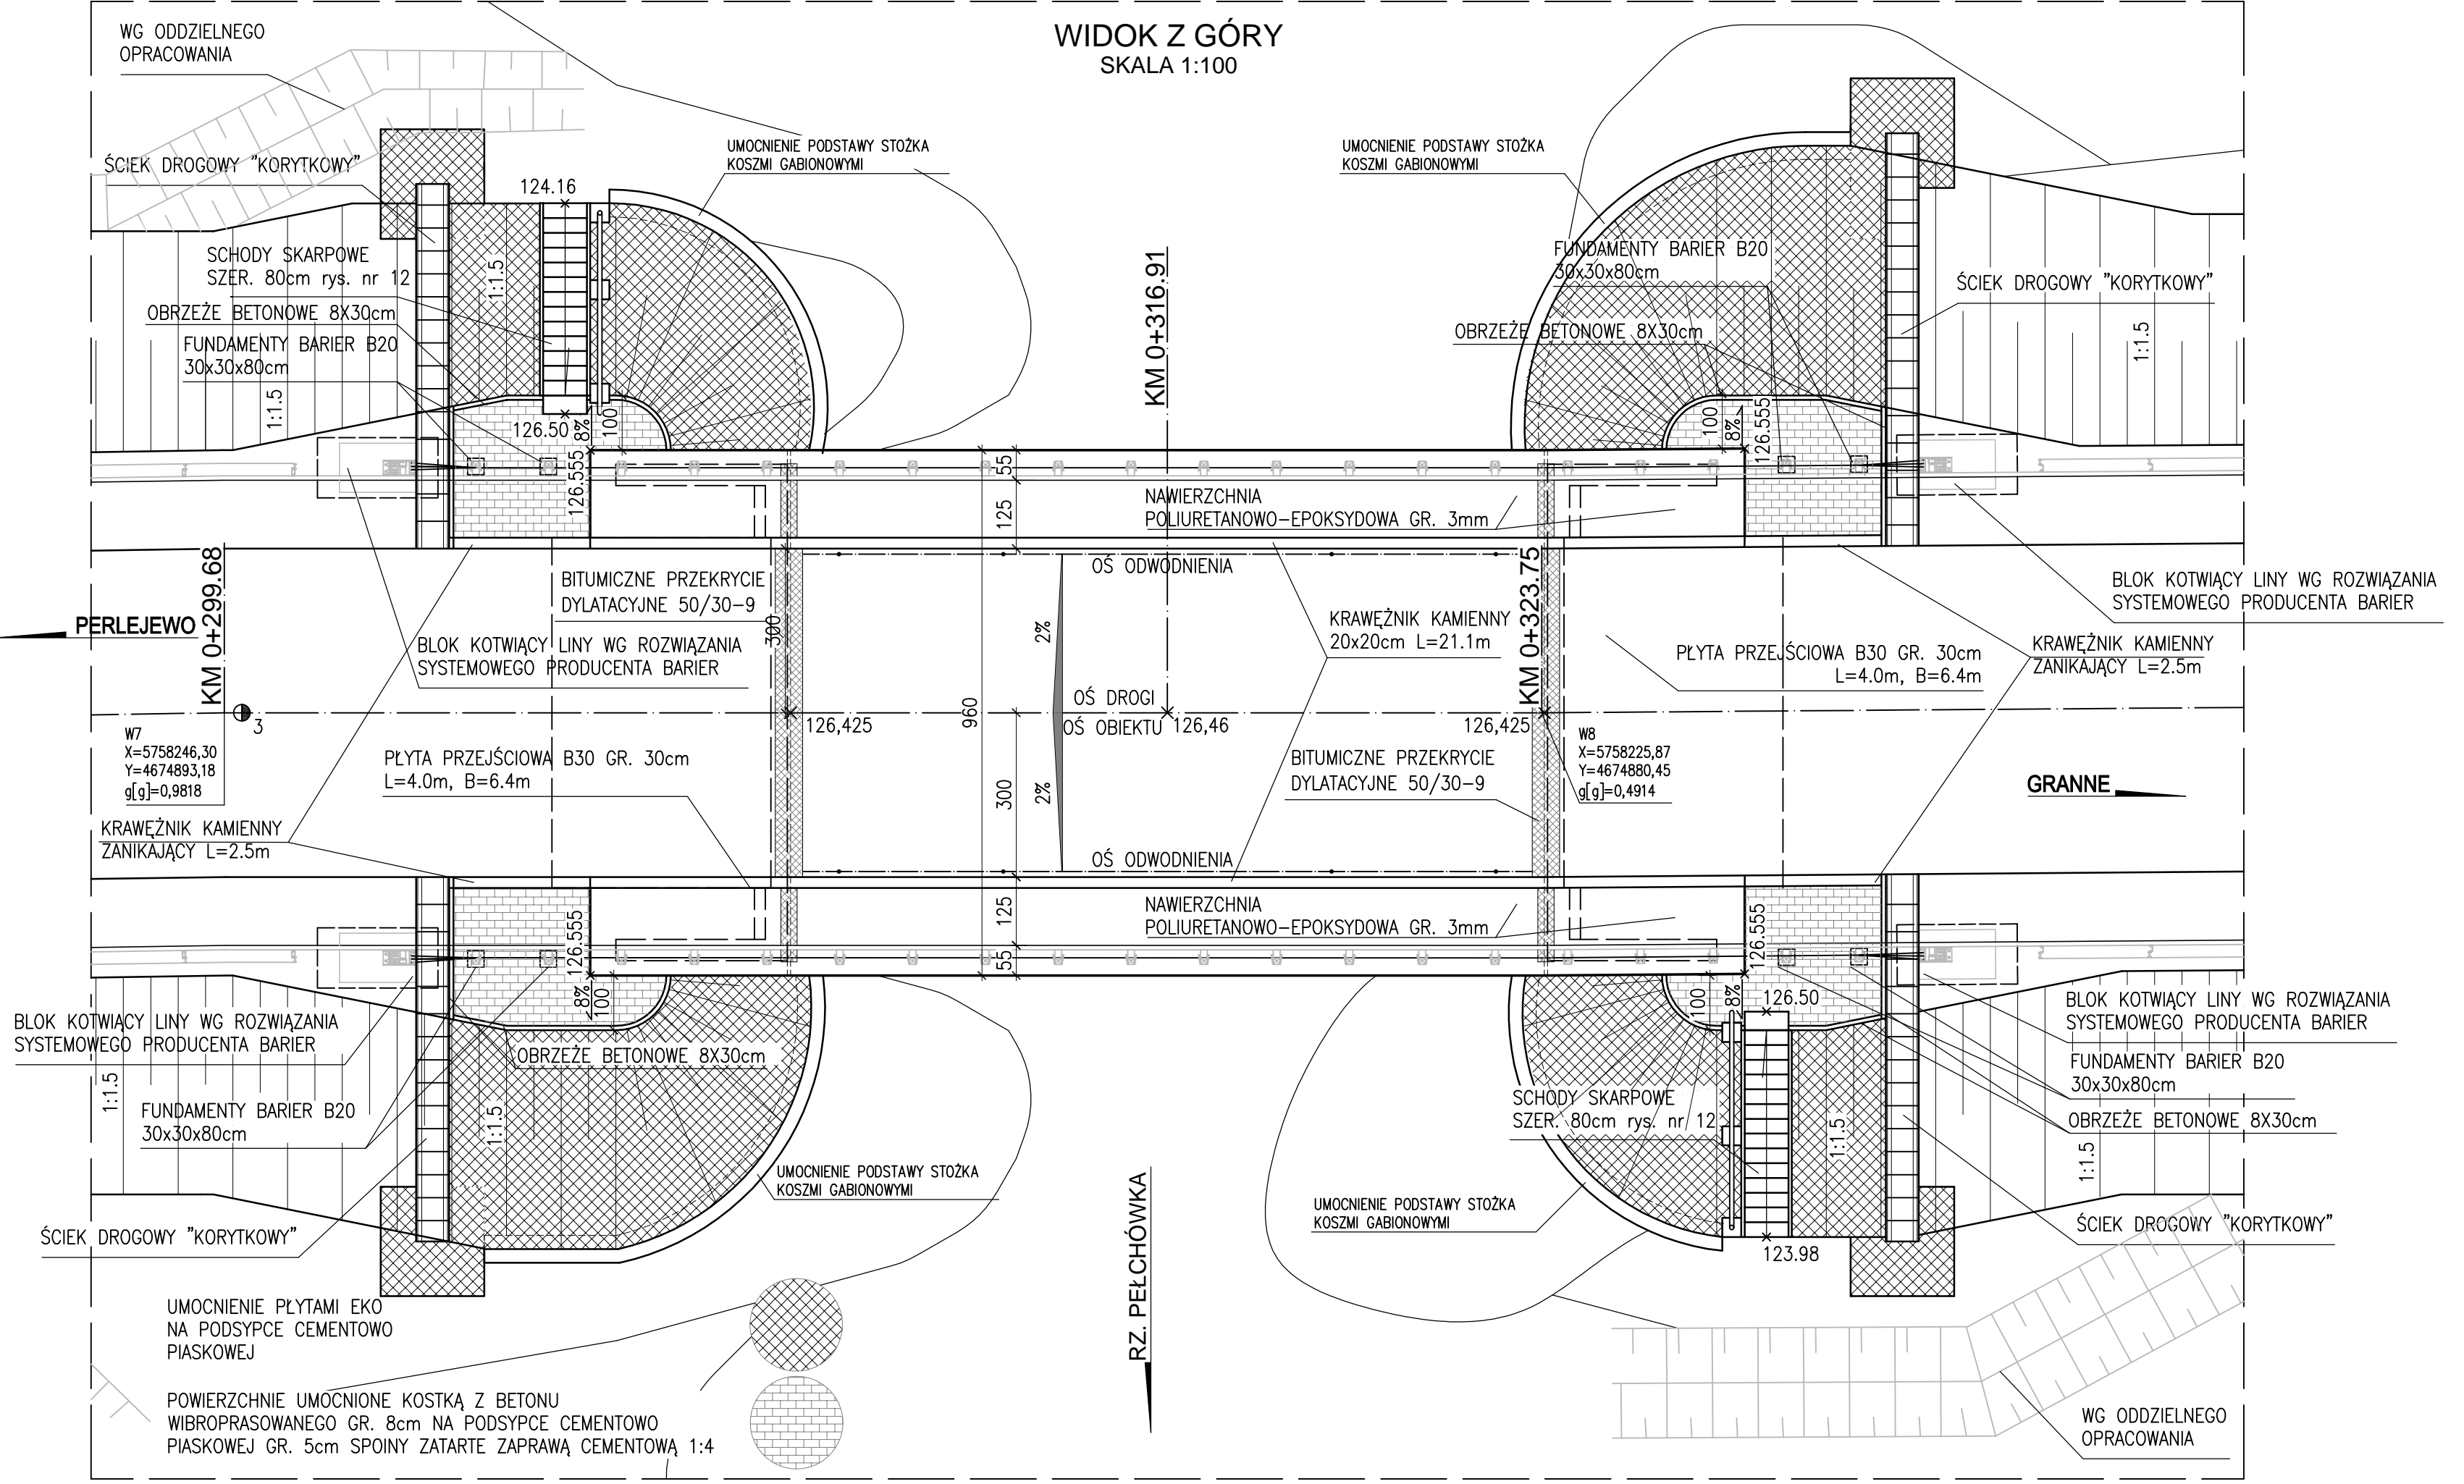 WIDOK Z GÓRY
SKALA 1:100
WG ODDZIELNEGO
OPRACOWANIA
ŚCIEK DROGOWY "KORYTKOWY"
124.16
UMOCNIENIE PODSTAWY STOŻKA
KOSZMI GABIONOWYMI
UMOCNIENIE PODSTAWY STOŻKA
KOSZMI GABIONOWYMI
SCHODY SKARPOWE
SZER. 80cm rys. nr 12
1:1.5
OBRZEŻE BETONOWE 8X30cm
FUNDAMENTY BARIER B20
30x30x80cm
1:1.5
126.50
8%
100
126.555
KM 0+316.91
FUNDAMENTY BARIER B20
30x30x80cm
OBRZEŻE BETONOWE 8X30cm
ŚCIEK DROGOWY "KORYTKOWY"
1:1.5
100
8%
126.555
55
125
NAWIERZCHNIA
POLIURETANOWO-EPOKSYDOWA GR. 3mm
KM 0+299.68
PERLEJEWO
BITUMICZNE PRZEKRYCIE
DYLATACYJNE 50/30-9
300
BLOK KOTWIĄCY LINY WG ROZWIĄZANIA
SYSTEMOWEGO PRODUCENTA BARIER
OŚ ODWODNIENIA
2%
KRAWĘŻNIK KAMIENNY
20x20cm L=21.1m
KM 0+323.75
BLOK KOTWIĄCY LINY WG ROZWIĄZANIA
SYSTEMOWEGO PRODUCENTA BARIER
PŁYTA PRZEJŚCIOWA B30 GR. 30cm
L=4.0m, B=6.4m
KRAWĘŻNIK KAMIENNY
ZANIKAJĄCY L=2.5m
3
960
OŚ DROGI
OŚ OBIEKTU
126,425
126,46
126,425
W7
X=5758246,30
Y=4674893,18
g[g]=0,9818
PŁYTA PRZEJŚCIOWA B30 GR. 30cm
L=4.0m, B=6.4m
300
2%
BITUMICZNE PRZEKRYCIE
DYLATACYJNE 50/30-9
W8
X=5758225,87
Y=4674880,45
g[g]=0,4914
GRANNE
KRAWĘŻNIK KAMIENNY
ZANIKAJĄCY L=2.5m
OŚ ODWODNIENIA
125
55
NAWIERZCHNIA
POLIURETANOWO-EPOKSYDOWA GR. 3mm
126.555
8%
100
126.555
100
8%
126.50
BLOK KOTWIĄCY LINY WG ROZWIĄZANIA
SYSTEMOWEGO PRODUCENTA BARIER
OBRZEŻE BETONOWE 8X30cm
1:1.5
FUNDAMENTY BARIER B20
30x30x80cm
1:1.5
BLOK KOTWIĄCY LINY WG ROZWIĄZANIA
SYSTEMOWEGO PRODUCENTA BARIER
FUNDAMENTY BARIER B20
30x30x80cm
OBRZEŻE BETONOWE 8X30cm
SCHODY SKARPOWE
SZER. 80cm rys. nr 12
1:1.5
1:1.5
UMOCNIENIE PODSTAWY STOŻKA
KOSZMI GABIONOWYMI
UMOCNIENIE PODSTAWY STOŻKA
KOSZMI GABIONOWYMI
ŚCIEK DROGOWY "KORYTKOWY"
ŚCIEK DROGOWY "KORYTKOWY"
123.98
RZ. PEŁCHÓWKA
UMOCNIENIE PŁYTAMI EKO
NA PODSYPCE CEMENTOWO
PIASKOWEJ
POWIERZCHNIE UMOCNIONE KOSTKĄ Z BETONU
WIBROPRASOWANEGO GR. 8cm NA PODSYPCE CEMENTOWO
PIASKOWEJ GR. 5cm SPOINY ZATARTE ZAPRAWĄ CEMENTOWĄ 1:4
WG ODDZIELNEGO
OPRACOWANIA